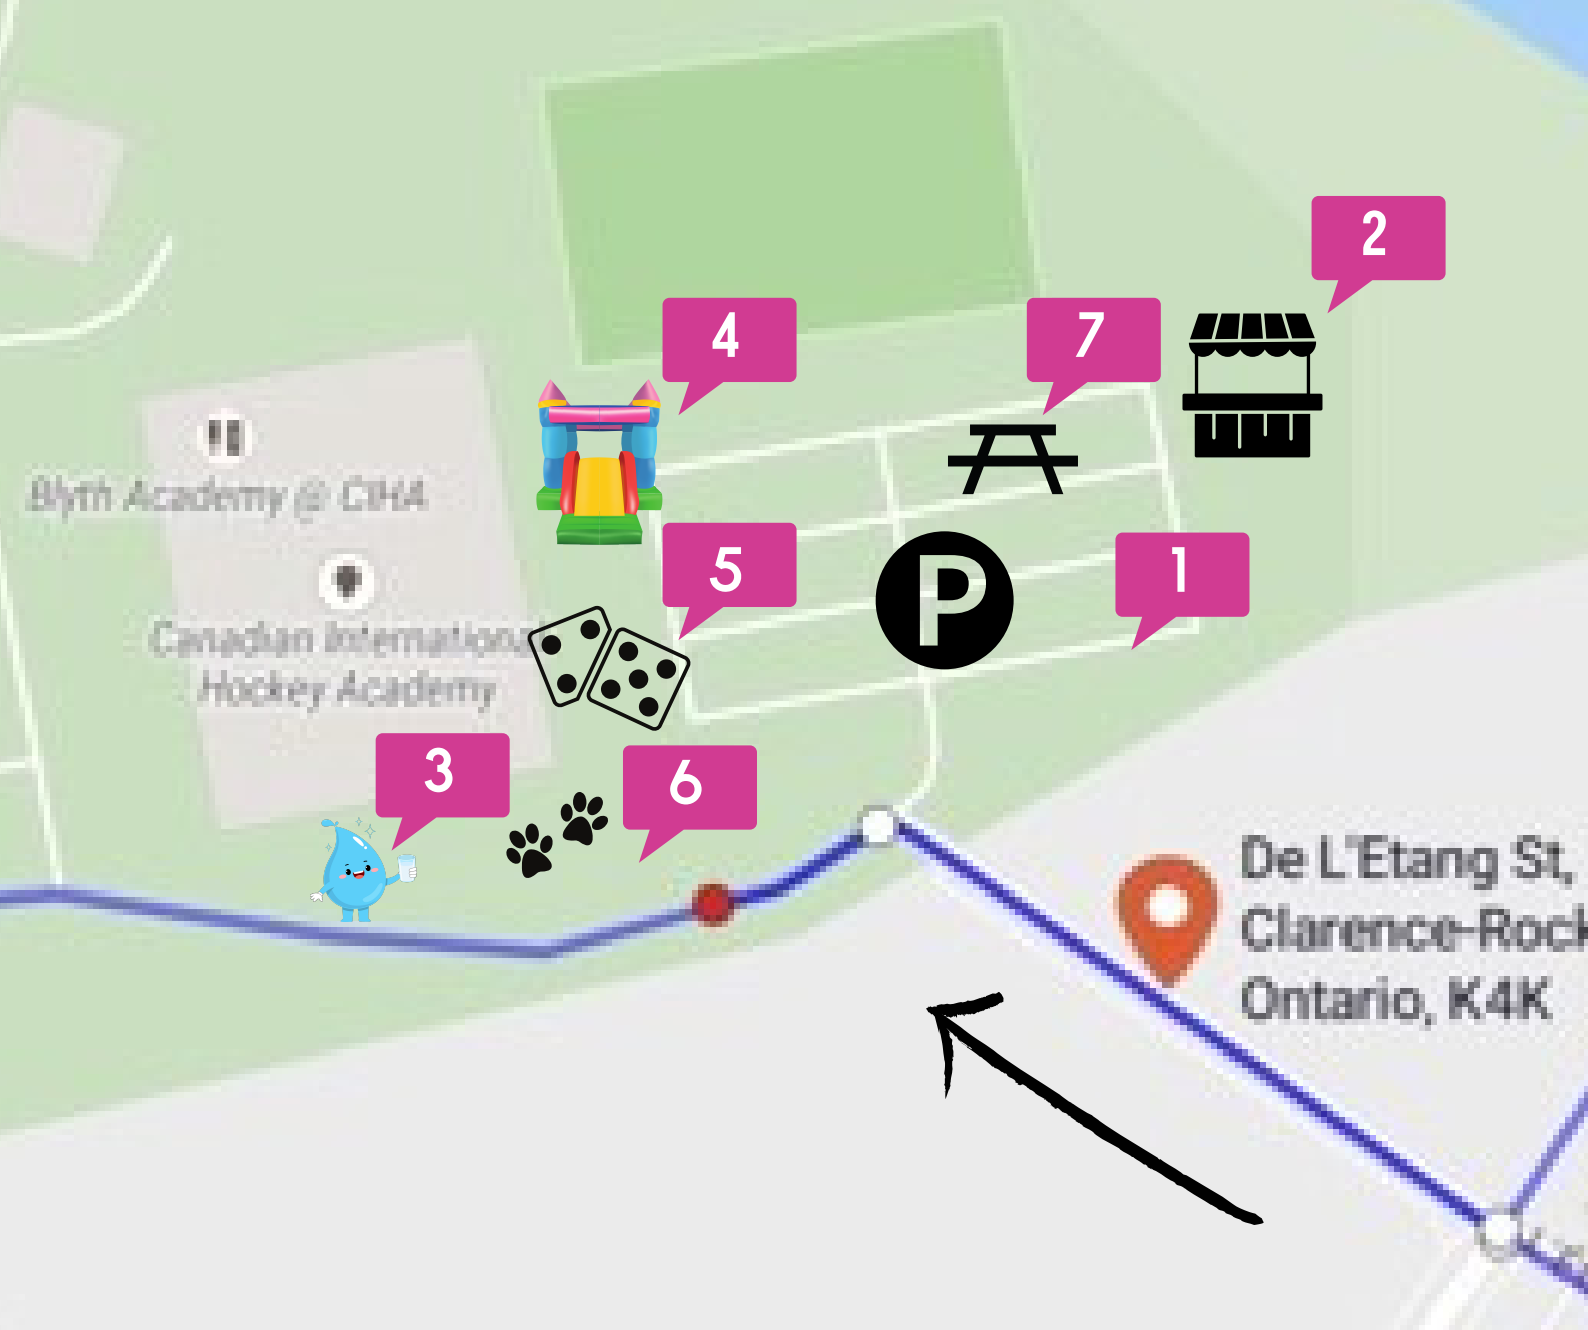 2
4
7
Blyth Academy @ CIHA
5
1
P
Canadian Internationa
Hockey Academy
3
6
De L'Etang St,
Clarence-Rock
Ontario, K4K